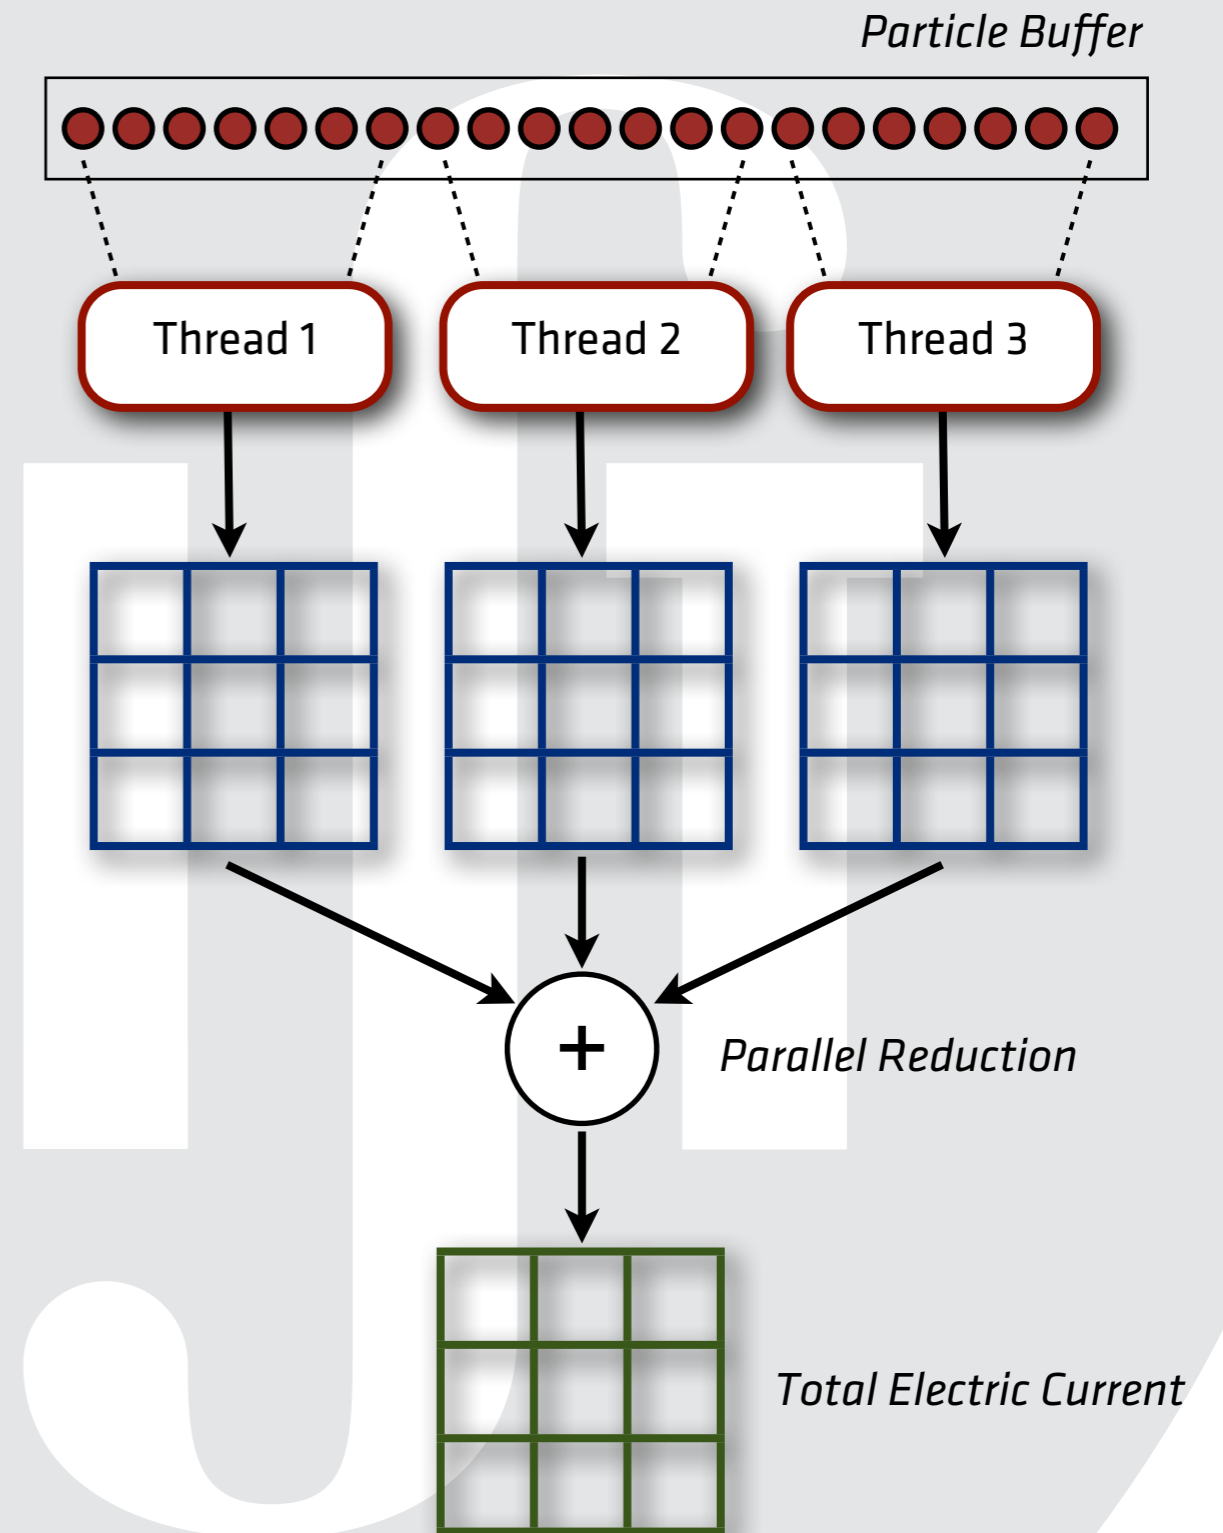 Particle Buffer
Thread 1
Thread 2
Thread 3
+
Parallel Reduction
Total Electric Current